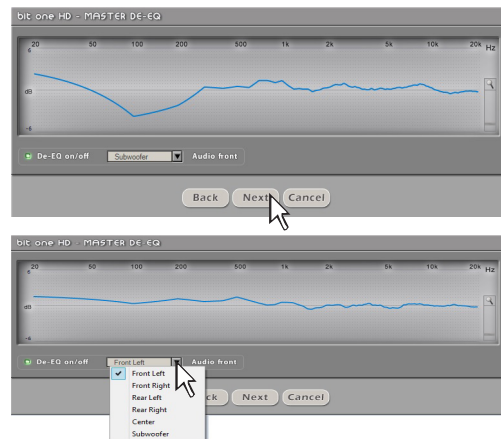 bit one HD - MASTER DE-EQ
20 50 100 200 500 1k 2k 5k 10k 20k Hz
6
dB
-6
De-EQ on/off Subwoofer Audio front
Back Next Cancel
bit one HD - MASTER DE-EQ
20 50 100 200 500 1k 2k 5k 10k 20k Hz
6
dB
-6
De-EQ on/off Front Left Audio front
Front Left
Front Right
ck Next Cancel
Rear Left
Rear Right
Center
Subwoofer